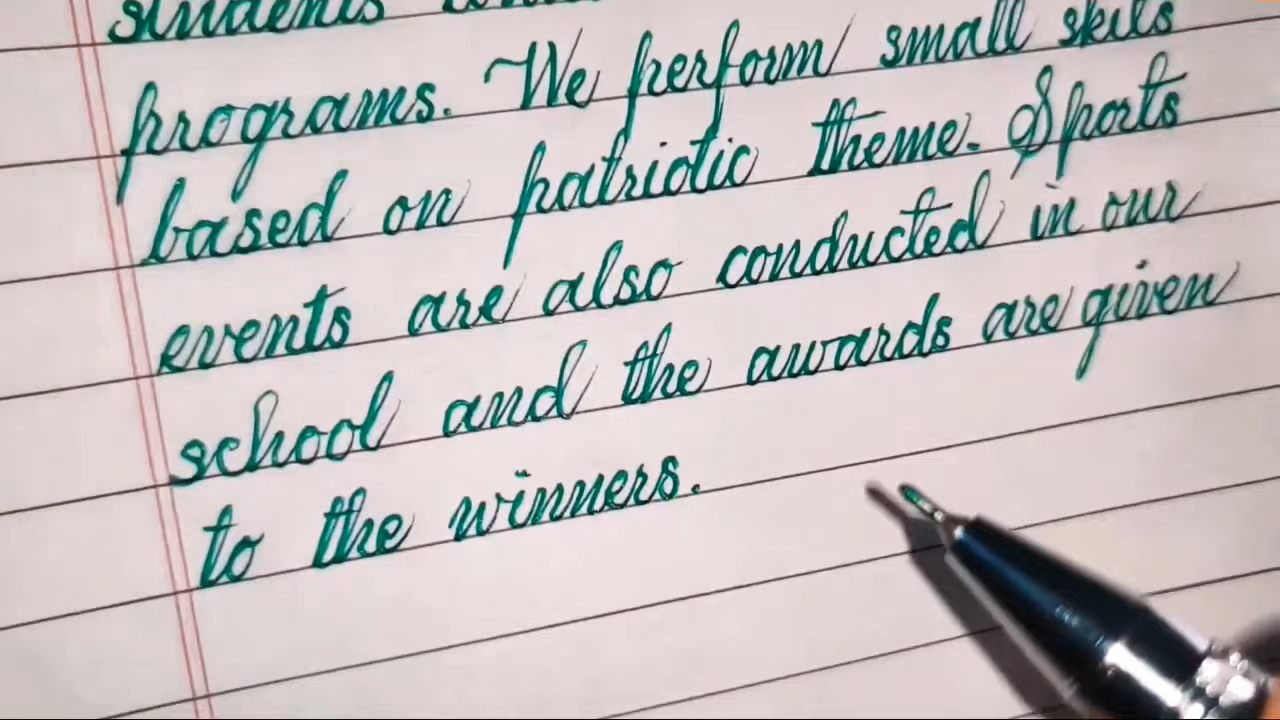 students
programs. We perform small skits
based on patriotic theme. Sports
events are also conducted in our
school and the awards are given
to the winners.